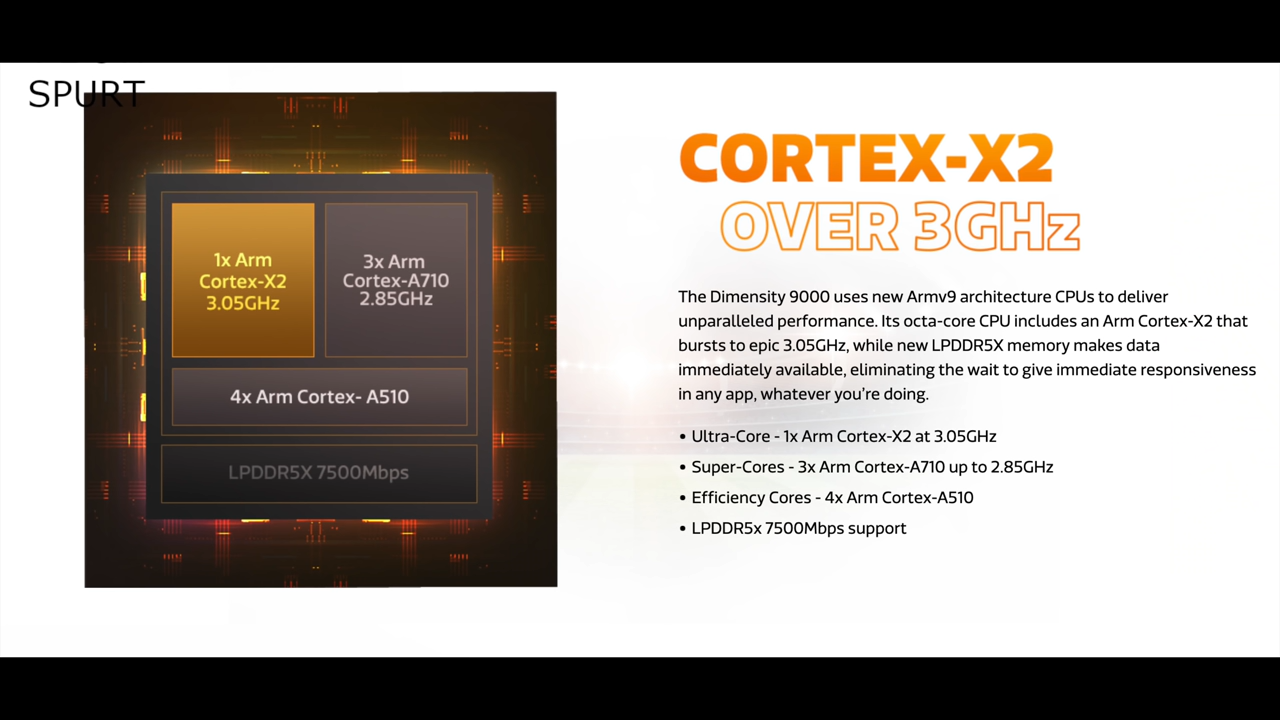 SPURT
1x Arm
Cortex-X2
3.05GHz
3x Arm
Cortex-A710
2.85GHz
4x Arm Cortex- A510
LPDDR5X 7500Mbps
CORTEX-X2
OVER 3GHz
The Dimensity 9000 uses new Armv9 architecture CPUs to deliver
unparalleled performance. Its octa-core CPU includes an Arm Cortex-X2 that
bursts to epic 3.05GHz, while new LPDDR5X memory makes data
immediately available, eliminating the wait to give immediate responsiveness
in any app, whatever you’re doing.
• Ultra-Core - 1x Arm Cortex-X2 at 3.05GHz
• Super-Cores - 3x Arm Cortex-A710 up to 2.85GHz
• Efficiency Cores - 4x Arm Cortex-A510
• LPDDR5x 7500Mbps support